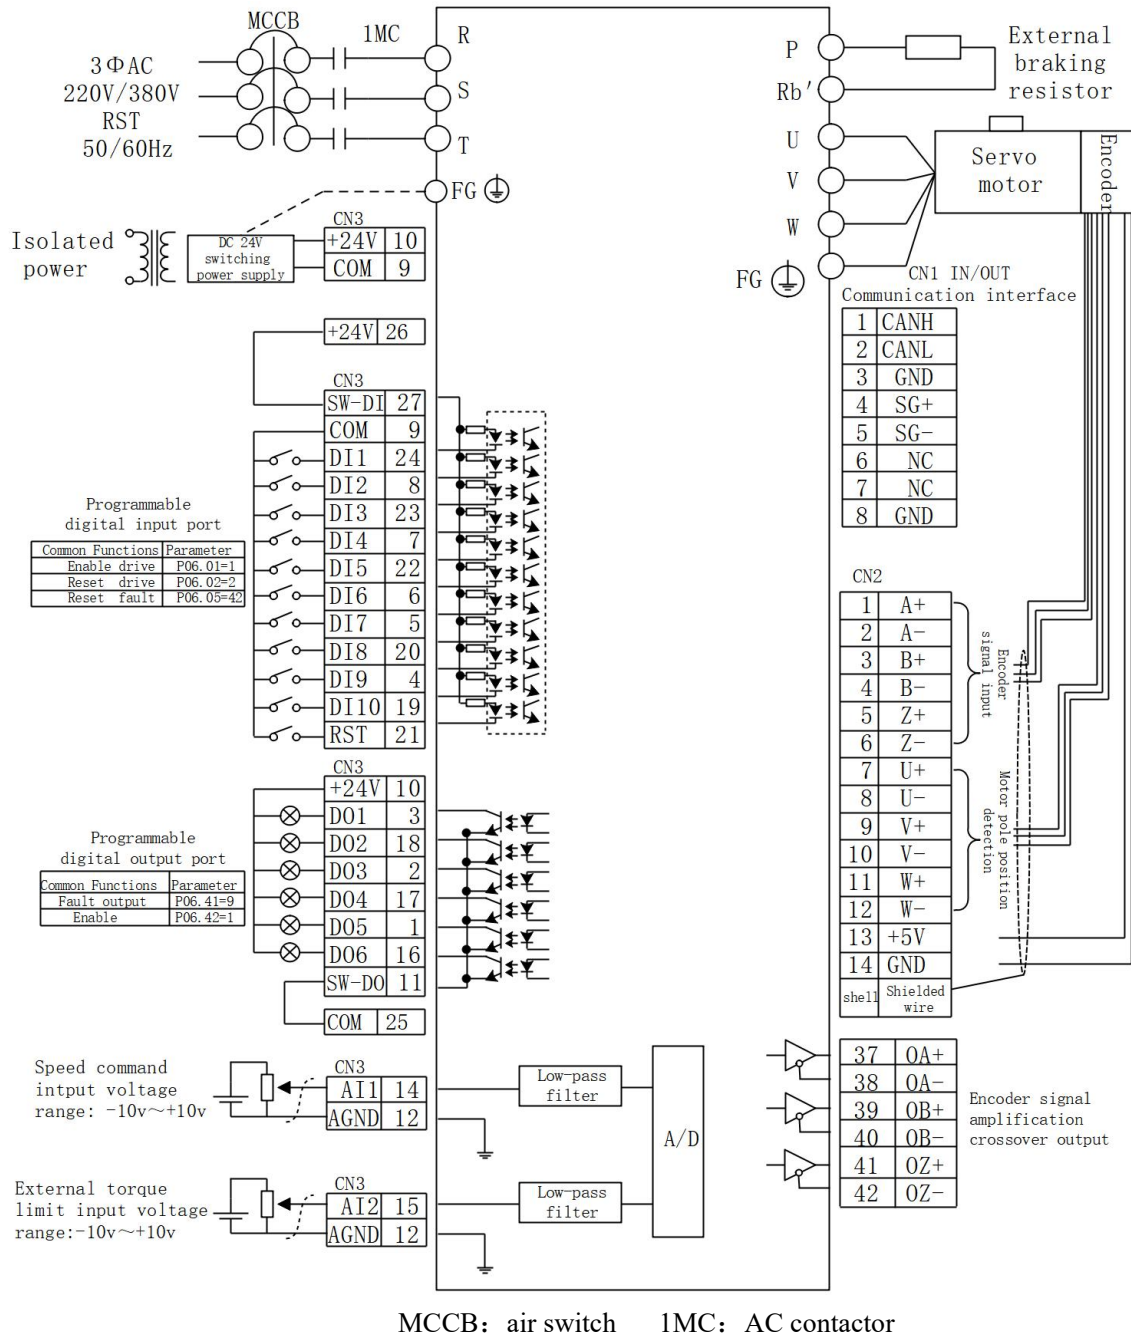 MCCB
1MC
3ΦAC
220V/380V
RST
50/60Hz
R
S
T
FG
Isolated
power
DC 24V
switching
power supply
CN3
+24V 10
COM 9
+24V 26
CN3
SW-DI 27
COM 9
DI1 24
DI2 8
DI3 23
DI4 7
DI5 22
DI6 6
DI7 5
DI8 20
DI9 4
DI10 19
RST 21
Programmable
digital input port
Common Functions Parameter
Enable drive P06.01=1
Reset drive P06.02=2
Reset fault P06.05=42
CN3
+24V 10
DO1 3
DO2 18
DO3 2
DO4 17
DO5 1
DO6 16
SW-DO 11
COM 25
Programmable
digital output port
Common Functions Parameter
Fault output P06.41=9
Enable P06.42=1
Speed command
intput voltage
range: -10v～+10v
CN3
AI1 14
AGND 12
Low-pass
filter
A/D
External torque
limit input voltage
range:-10v～+10v
CN3
AI2 15
AGND 12
Low-pass
filter
P
Rb'
U
V
W
FG
External
braking
resistor
Servo
motor
Encoder
CN1 IN/OUT
Communication interface
1 CANH
2 CANL
3 GND
4 SG+
5 SG-
6 NC
7 NC
8 GND
CN2
1 A+
2 A-
3 B+
4 B-
5 Z+
6 Z-
7 U+
8 U-
9 V+
10 V-
11 W+
12 W-
13 +5V
14 GND
shell Shielded
wire
Encoder
signal input
Motor pole position
detection
37 OA+
38 OA-
39 OB+
40 OB-
41 OZ+
42 OZ-
Encoder signal
amplification
crossover output
MCCB：air switch 1MC：AC contactor